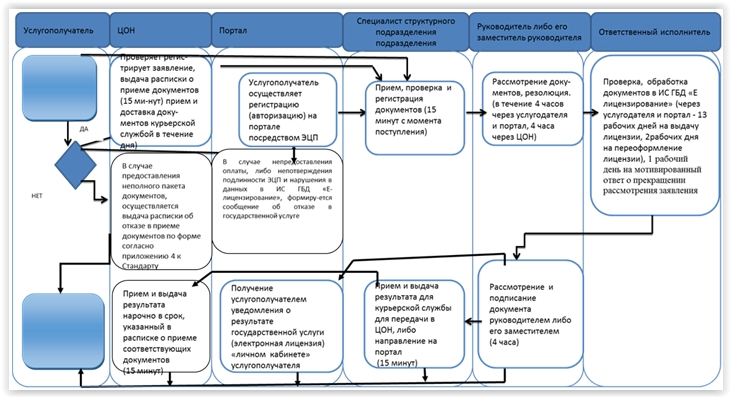 Услугополучатель
ЦОН
Портал
Специалист структурного
подразделения
подразделения
Руководитель либо его
заместитель руководителя
Ответственный исполнитель
Проверяет регис-
трирует заявление,
выдача расписки о
приеме документов
(15 ми-нут) прием и
доставка доку-
ментов курьерской
службой в течение
дня)
Услугополучатель
осуществляет
регистрацию
(авторизацию) на
портале
посредством ЭЦП
Прием, проверка и
регистрация
документов (15
минут с момента
поступления)
Рассмотрение доку-
ментов, резолюция.
(в течение 4 часов
через услугодателя
и портал, 4 часа
через ЦОН)
Проверка, обработка
документов в ИС ГБД «Е
лицензирование» (через
услугодателя и портал - 13
рабочих дней на выдачу
лицензии, 2рабочих дня
на переоформление
лицензии), 1 рабочий
день на мотивированный
ответ о прекращении
рассмотрения заявления
ДА
НЕТ
В случае
предоставления
неполного пакета
документов,
осуществляется
выдача расписки об
отказе в приеме
документов по форме
согласно
приложению 4 к
Стандарту
В случае непредоставления
оплаты, либо непотверждения
подлинности ЭЦП и нарушения в
данных в ИС ГБД «Е-
лицензирование», формиру-ется
сообщение об отказе в
государственной услуге
Прием и выдача
результата
нарочно в срок,
указанный в
расписке о приеме
соответствующих
документов
(15 минут)
Получение
услугополучателем
уведомления о
результате
государственной услуги
(электронная лицензия)
«личном кабинете»
услугополучателя
Прием и выдача
результата для
курьерской службы
для передачи в
ЦОН, либо
направление на
портал
(15 минут)
Рассмотрение и
подписание
документа
руководителем либо
его заместителем
(4 часа)